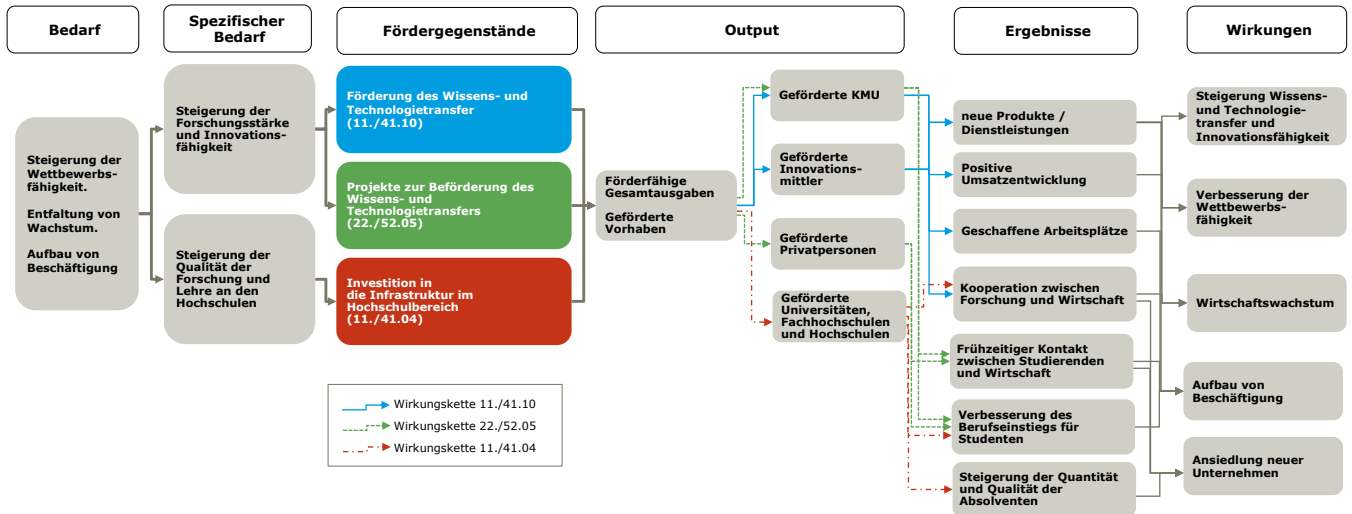 Bedarf
Spezifischer
Bedarf
Fördergegenstände
Output
Ergebnisse
Wirkungen
Steigerung der
Wettbewerbs-
fähigkeit.
Entfaltung von
Wachstum.
Aufbau von
Beschäftigung
Steigerung der
Forschungsstärke
und Innovations-
fähigkeit
Steigerung der
Qualität der
Forschung und
Lehre an den
Hochschulen
Förderung des Wissens- und
Technologietransfer
(11./41.10)
Projekte zur Beförderung des
Wissens- und
Technologietransfers
(22./52.05)
Investition in
die Infrastruktur im
Hochschulbereich
(11./41.04)
Wirkungskette 11./41.10
Wirkungskette 22./52.05
Wirkungskette 11./41.04
Förderfähige
Gesamtausgaben
Geförderte
Vorhaben
Geförderte KMU
Geförderte
Innovations-
mittler
Geförderte
Privatpersonen
Geförderte
Universitäten,
Fachhochschulen
und Hochschulen
neue Produkte /
Dienstleistungen
Positive
Umsatzentwicklung
Geschaffene Arbeitsplätze
Kooperation zwischen
Forschung und Wirtschaft
Frühzeitiger Kontakt
zwischen Studierenden
und Wirtschaft
Verbesserung des
Berufseinstiegs für
Studenten
Steigerung der Quantität
und Qualität der
Absolventen
Steigerung Wissens-
und Technologie-
transfer und
Innovationsfähigkeit
Verbesserung der
Wettbewerbs-
fähigkeit
Wirtschaftswachstum
Aufbau von
Beschäftigung
Ansiedlung neuer
Unternehmen